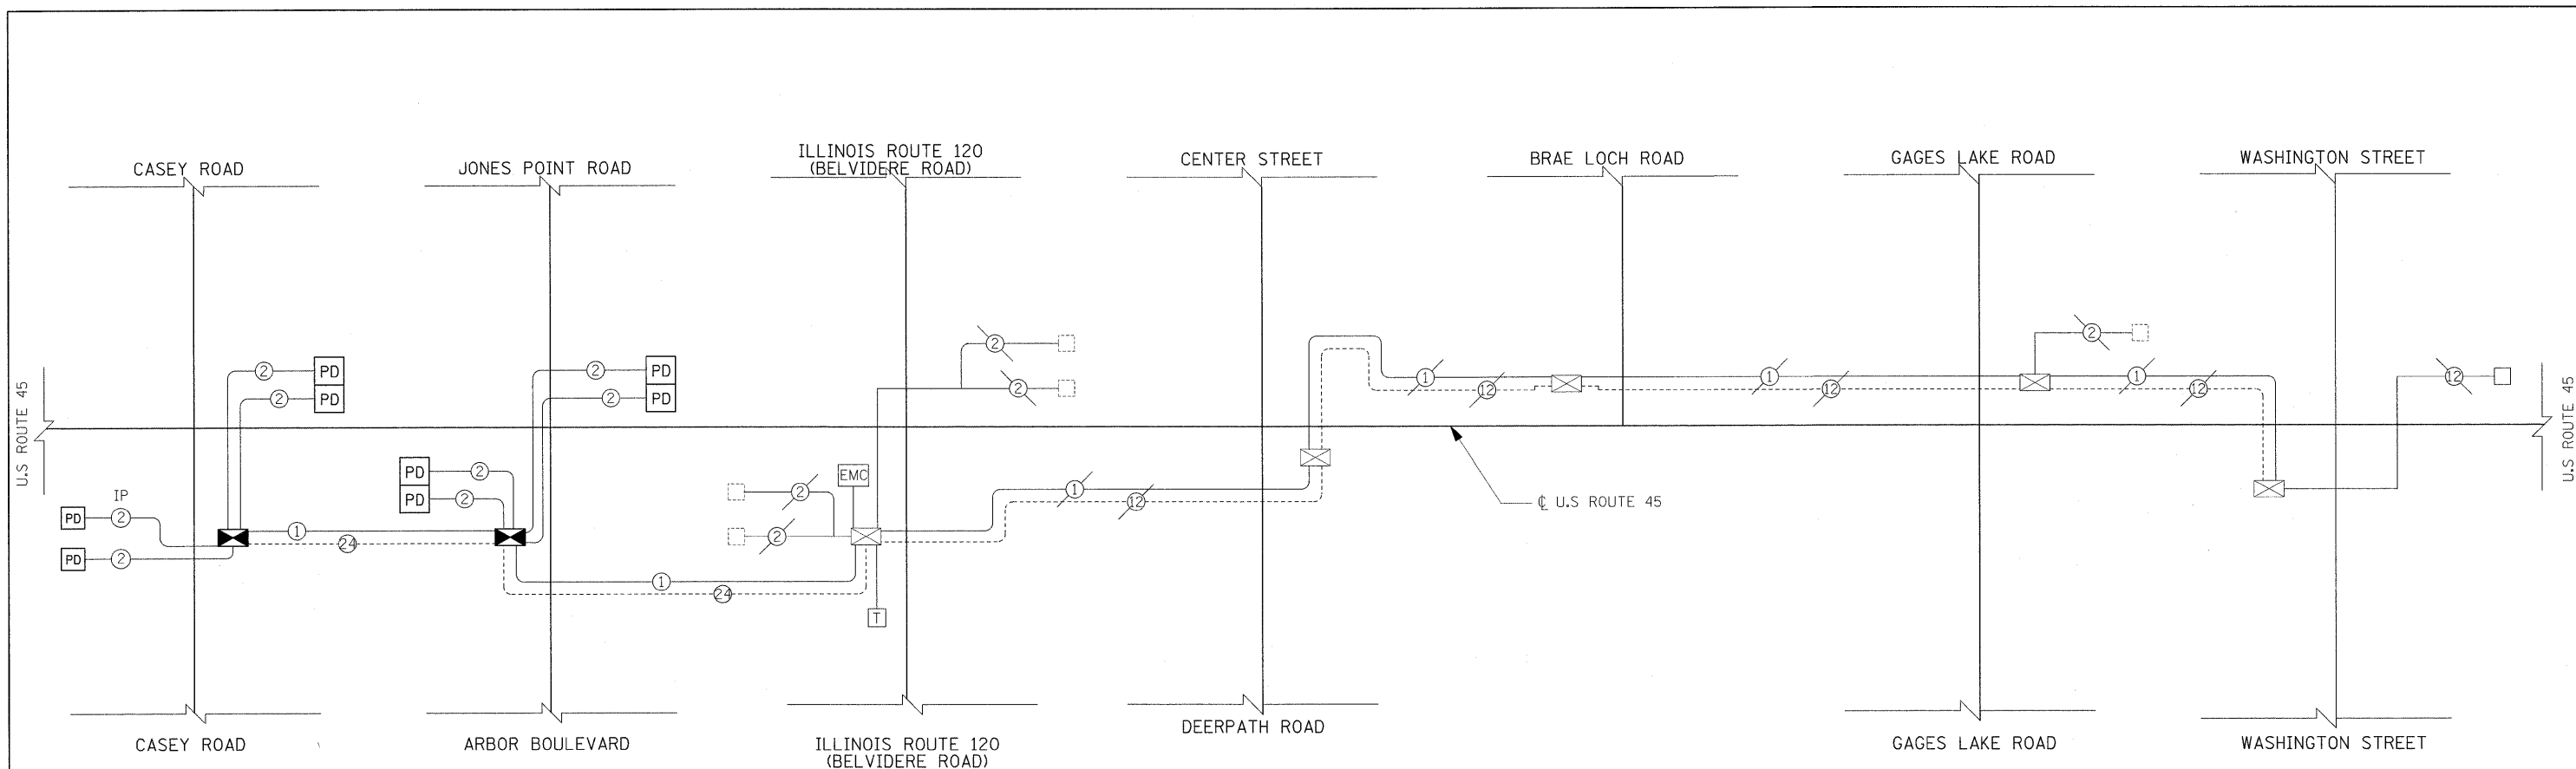 CASEY ROAD
JONES POINT ROAD
ILLINOIS ROUTE 120
(BELVIDERE ROAD)
CENTER STREET
BRAE LOCH ROAD
GAGES LAKE ROAD
WASHINGTON STREET
2
2
2
PD
2
PD
1
1
1
12
2
PD
2
PD
2
12
12
12
U.S ROUTE 45
U.S ROUTE 45
PD
2
PD
2
EMC
2
1
12
₵ U.S ROUTE 45
IP
PD
2
1
24
2
PD
2
1
24
T
CASEY ROAD
ARBOR BOULEVARD
ILLINOIS ROUTE 120
(BELVIDERE ROAD)
DEERPATH ROAD
GAGES LAKE ROAD
WASHINGTON STREET